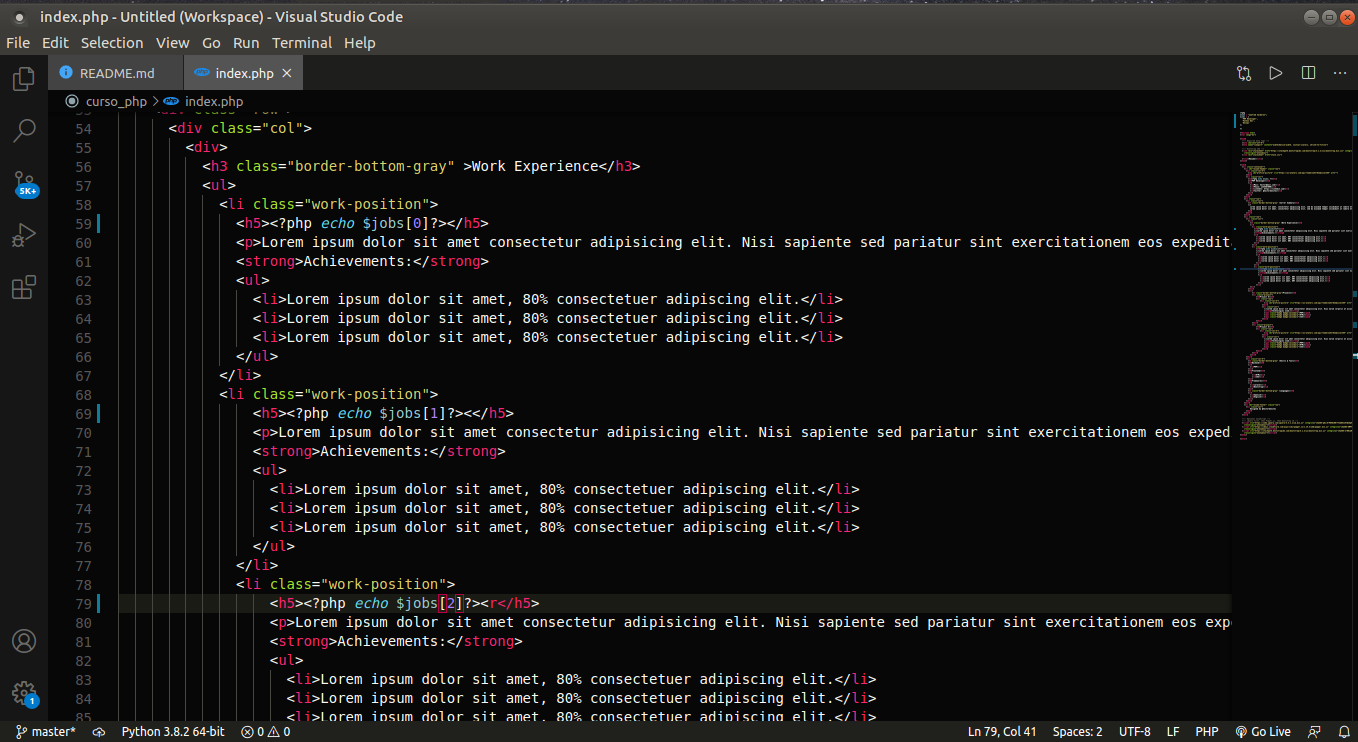 index.php - Untitled (Workspace) - Visual Studio Code
File Edit Selection View Go Run Terminal Help
README.md index.php
curso_php > index.php
54 <div class="col">
55 <div>
56 <h3 class="border-bottom-gray" >Work Experience</h3>
57 <ul>
58 <li class="work-position">
59 <h5><?php echo $jobs[0]?></h5>
60 <p>Lorem ipsum dolor sit amet consectetur adipisicing elit. Nisi sapiente sed pariatur sint exercitationem eos expedit
61 <strong>Achievements:</strong>
62 <ul>
63 <li>Lorem ipsum dolor sit amet, 80% consectetuer adipiscing elit.</li>
64 <li>Lorem ipsum dolor sit amet, 80% consectetuer adipiscing elit.</li>
65 <li>Lorem ipsum dolor sit amet, 80% consectetuer adipiscing elit.</li>
66 </ul>
67 </li>
68 <li class="work-position">
69 <h5><?php echo $jobs[1]?><</h5>
70 <p>Lorem ipsum dolor sit amet consectetur adipisicing elit. Nisi sapiente sed pariatur sint exercitationem eos exped
71 <strong>Achievements:</strong>
72 <ul>
73 <li>Lorem ipsum dolor sit amet, 80% consectetuer adipiscing elit.</li>
74 <li>Lorem ipsum dolor sit amet, 80% consectetuer adipiscing elit.</li>
75 <li>Lorem ipsum dolor sit amet, 80% consectetuer adipiscing elit.</li>
76 </ul>
77 </li>
78 <li class="work-position">
79 <h5><?php echo $jobs[2]?><r</h5>
80 <p>Lorem ipsum dolor sit amet consectetur adipisicing elit. Nisi sapiente sed pariatur sint exercitationem eos exp
81 <strong>Achievements:</strong>
82 <ul>
83 <li>Lorem ipsum dolor sit amet, 80% consectetuer adipiscing elit.</li>
84 <li>Lorem ipsum dolor sit amet, 80% consectetuer adipiscing elit.</li>
85 <li>Lorem ipsum dolor sit amet, 80% consectetuer adipiscing elit.</li>
5K+
1
master* Python 3.8.2 64-bit 0 0 Ln 79, Col 41 Spaces: 2 UTF-8 LF PHP Go Live